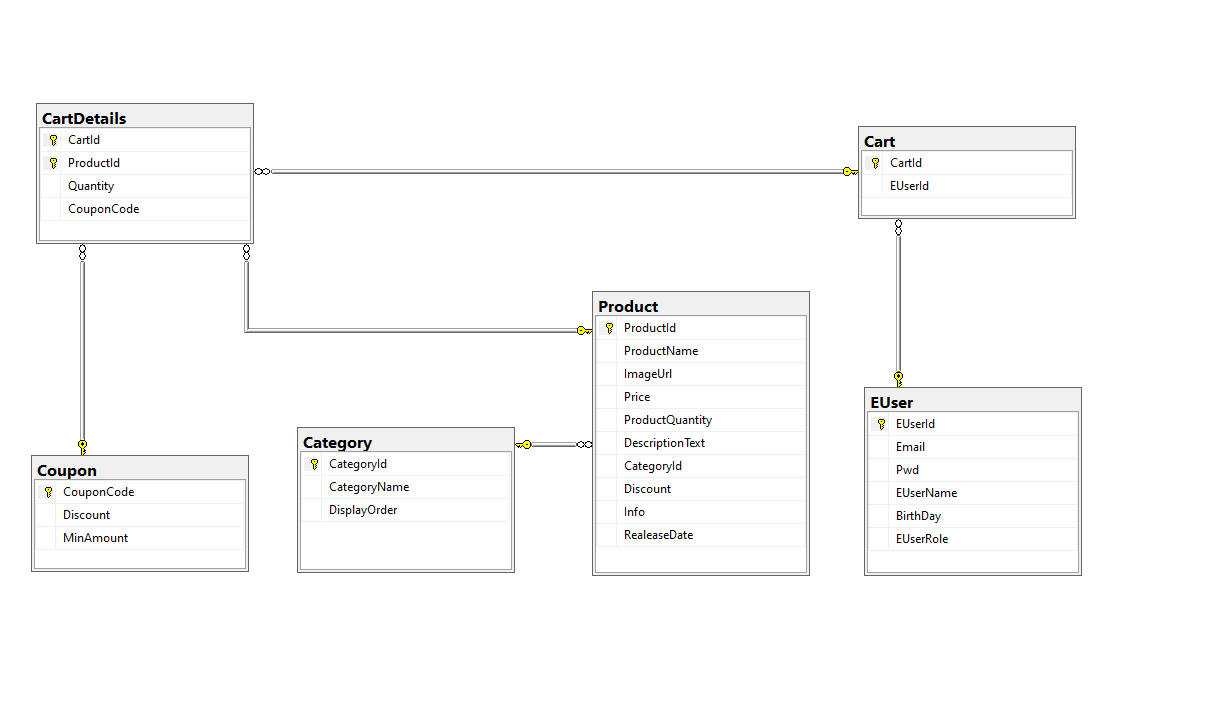 CartDetails
CartId
ProductId
Quantity
CouponCode
Cart
CartId
EUserId
Product
ProductId
ProductName
ImageUrl
Price
ProductQuantity
DescriptionText
CategoryId
Discount
Info
RealeaseDate
Category
CategoryId
CategoryName
DisplayOrder
Coupon
CouponCode
Discount
MinAmount
EUser
EUserId
Email
Pwd
EUserName
BirthDay
EUserRole